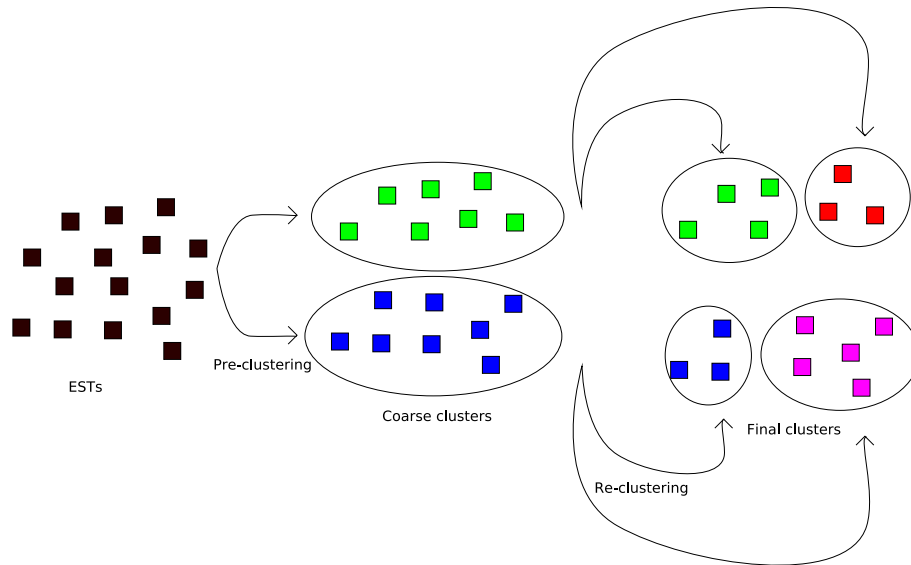 Pre-clustering
ESTs
Coarse clusters
Final clusters
Re-clustering